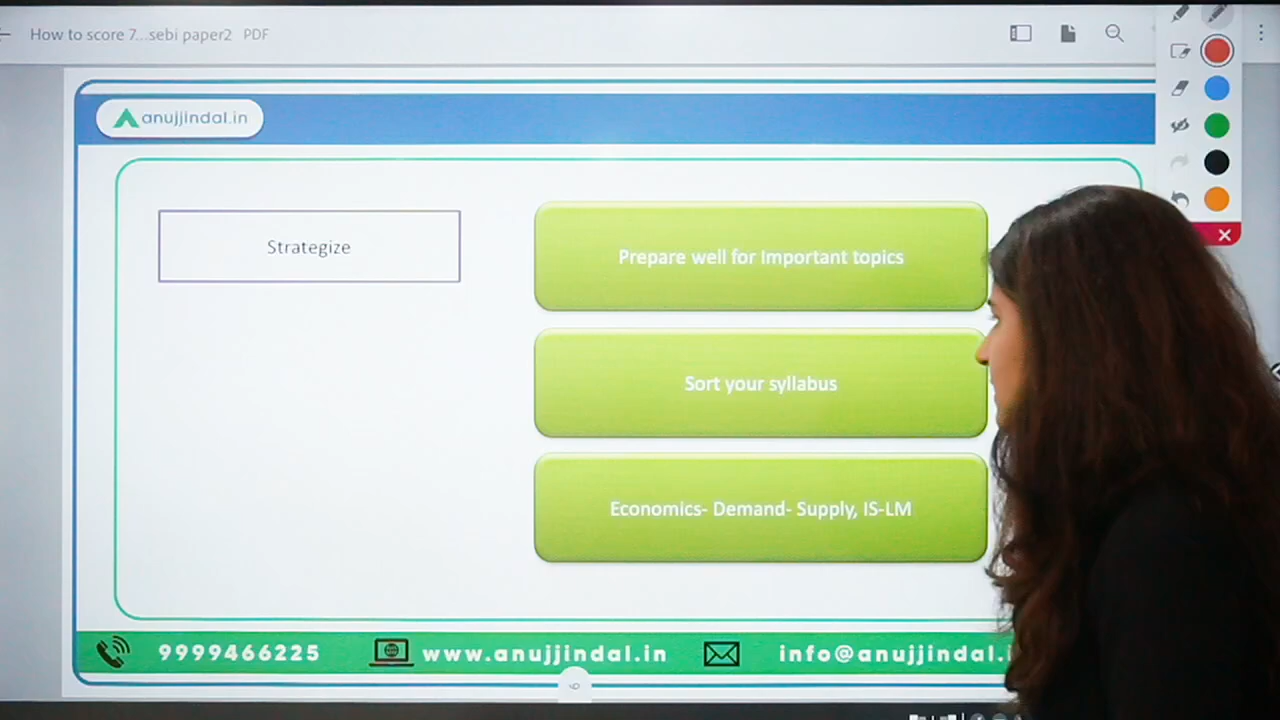 How to score 7...sebi paper2 PDF
anujjindal.in
Strategize
Prepare well for Important topics
Sort your syllabus
Economics- Demand- Supply, IS-LM
9999466225
www.anujjindal.in
info@anujjindal.i